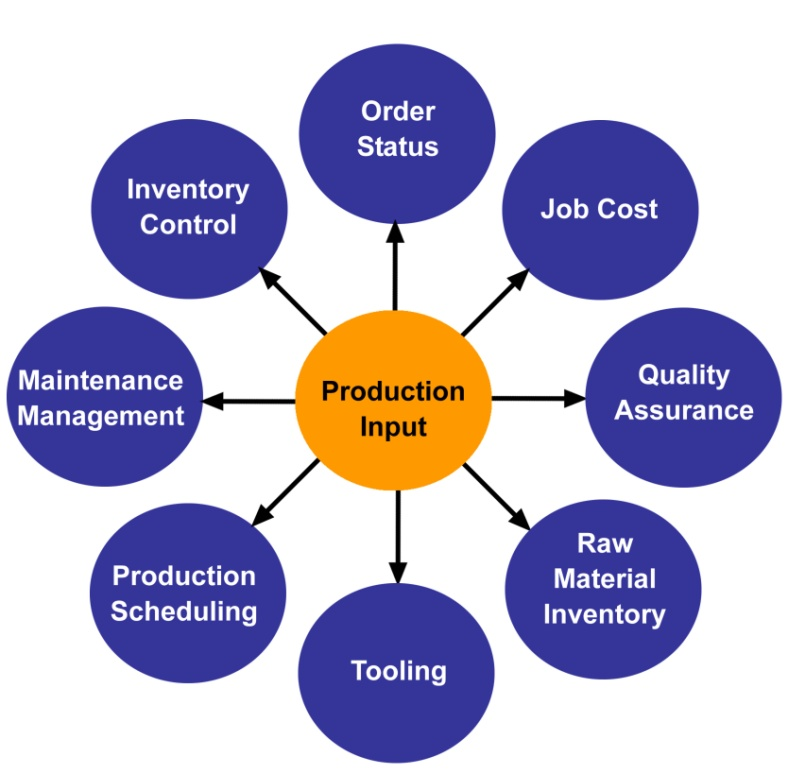 Order
Status
Inventory
Control
Job Cost
Maintenance
Management
Production
Input
Quality
Assurance
Production
Scheduling
Raw
Material
Inventory
Tooling